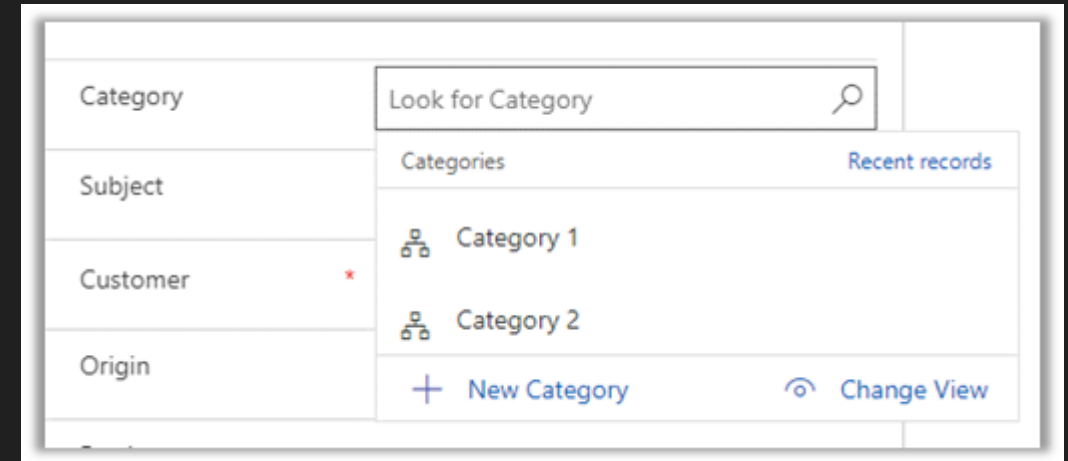 Category
Look for Category
Categories
Recent records
Subject
Category 1
Customer *
Category 2
Origin
New Category
Change View